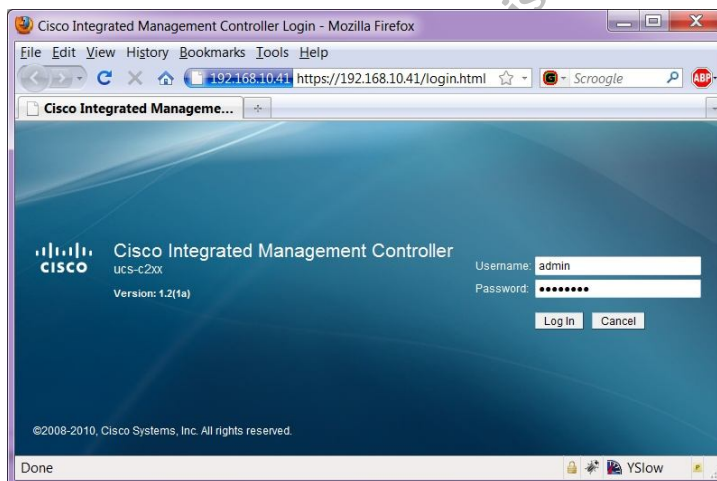 Cisco Integrated Management Controller Login - Mozilla Firefox
File Edit View History Bookmarks Tools Help
192.168.10.41 https://192.168.10.41/login.html Scroogle ABP
Cisco Integrated Manageme...
CISCO
Cisco Integrated Management Controller
ucs-c2xx
Version: 1.2(1a)
Username: admin
Password: ••••••••
Log In Cancel
©2008-2010, Cisco Systems, Inc. All rights reserved.
Done YSlow